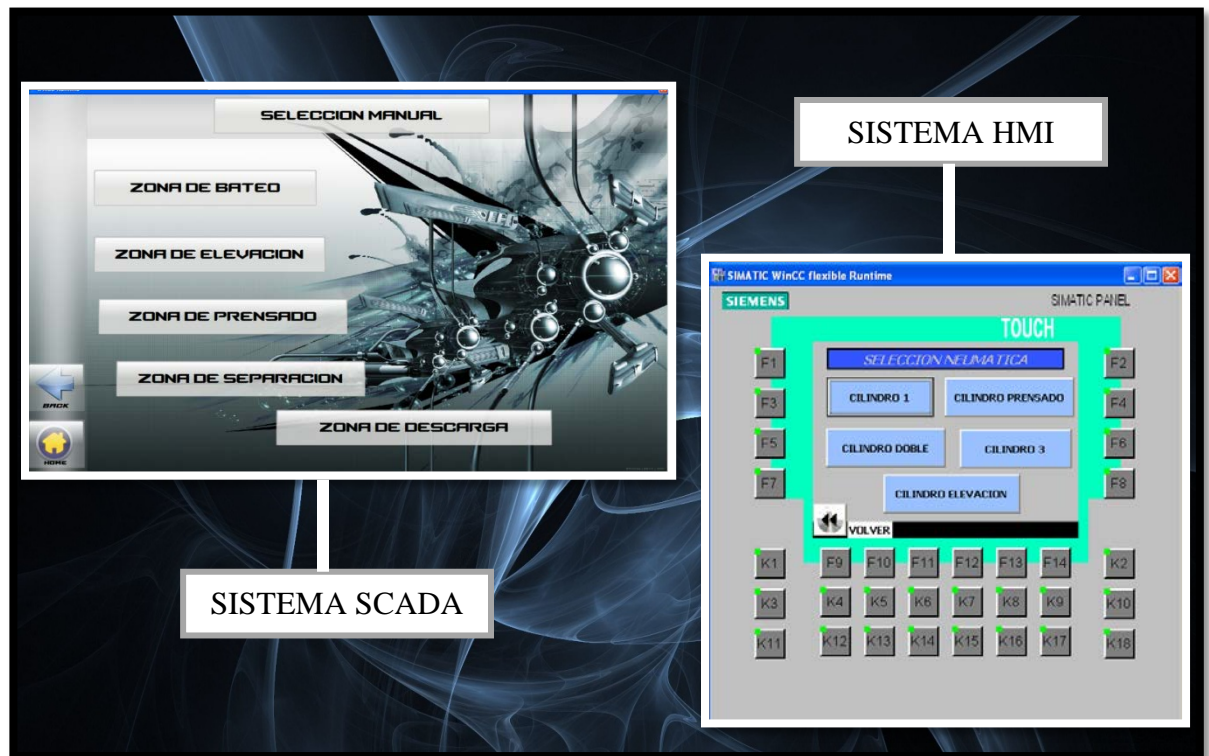 SELECCION MANUAL
ZONA DE BATEO
ZONA DE ELEVACION
ZONA DE PRENSADO
ZONA DE SEPARACION
ZONA DE DESCARGA
BACK
HOME
SISTEMA SCADA
SISTEMA HMI
SIMATIC WinCC flexible Runtime
SIEMENS
SIMATIC PANEL
TOUCH
SELECCION NEUMATICA
CILINDRO 1
CILINDRO PRENSADO
CILINDRO DOBLE
CILINDRO 3
CILINDRO ELEVACION
VOLVER
F1 F2
F3 F4
F5 F6
F7 F8
K1 F9 F10 F11 F12 F13 F14 K2
K3 K4 K5 K6 K7 K8 K9 K10
K11 K12 K13 K14 K15 K16 K17 K18